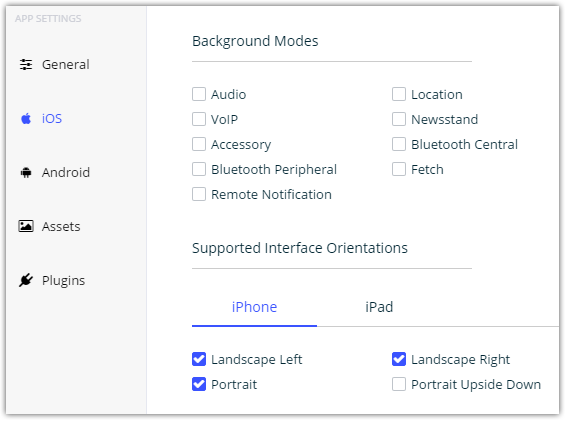 APP SETTINGS
General
iOS
Android
Assets
Plugins
Background Modes
Audio
Location
VoIP
Newsstand
Accessory
Bluetooth Central
Bluetooth Peripheral
Fetch
Remote Notification
Supported Interface Orientations
iPhone
iPad
Landscape Left
Landscape Right
Portrait
Portrait Upside Down